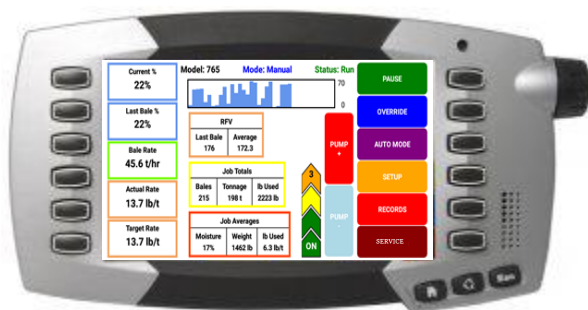 Current %
22%
Last Bale %
22%
Bale Rate
45.6 t/hr
Actual Rate
13.7 lb/t
Target Rate
13.7 lb/t
Model: 765 Mode: Manual Status: Run
70
0
RFV
Last Bale Average
176 172.3
Job Totals
Bales Tonnage lb Used
215 198 t 2223 lb
Job Averages
Moisture Weight lb Used
17% 1462 lb 6.3 lb/t
3
ON
PUMP
+
PUMP
-
PAUSE
OVERRIDE
AUTO MODE
SETUP
RECORDS
SERVICE